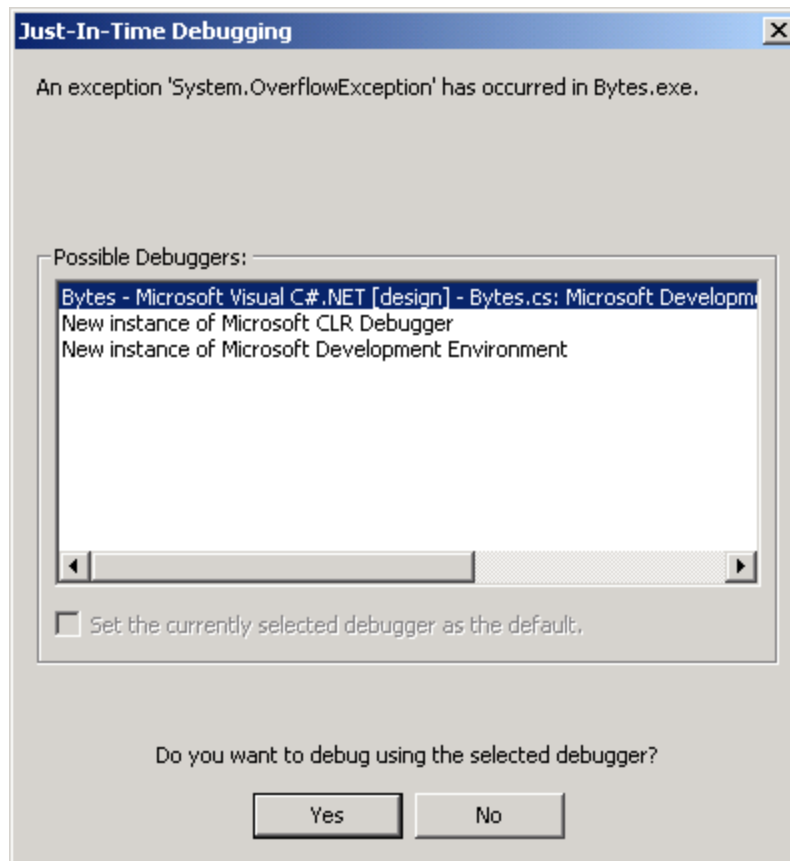 Just-In-Time Debugging
An exception 'System.OverflowException' has occurred in Bytes.exe.
Possible Debuggers:
Bytes - Microsoft Visual C#.NET [design] - Bytes.cs: Microsoft Developme
New instance of Microsoft CLR Debugger
New instance of Microsoft Development Environment
Set the currently selected debugger as the default.
Do you want to debug using the selected debugger?
Yes No